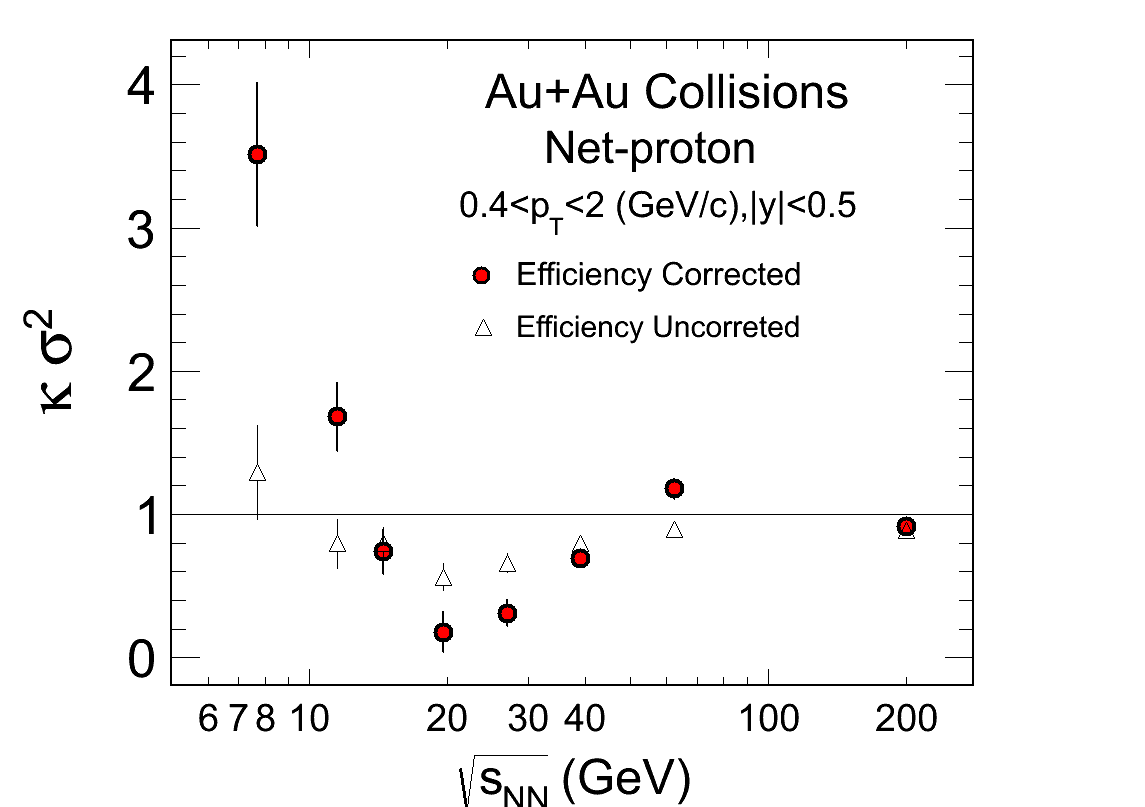 Au+Au Collisions
Net-proton
0.4<p_T<2 (GeV/c),|y|<0.5
Efficiency Corrected
Efficiency Uncorreted
κ σ²
4
3
2
1
0
6 7 8 10 20 30 40 100 200
√s_NN (GeV)